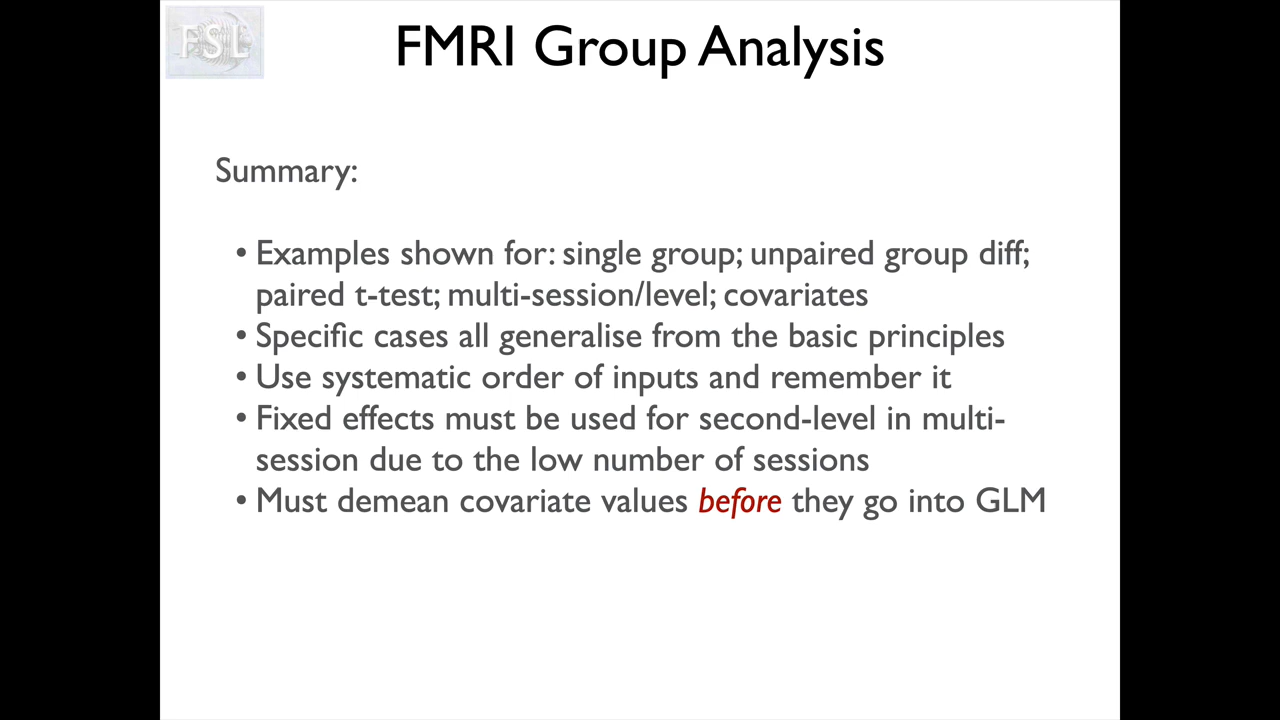 FSL
FMRI Group Analysis
Summary:
• Examples shown for: single group; unpaired group diff;
paired t-test; multi-session/level; covariates
• Specific cases all generalise from the basic principles
• Use systematic order of inputs and remember it
• Fixed effects must be used for second-level in multi-
session due to the low number of sessions
• Must demean covariate values before they go into GLM